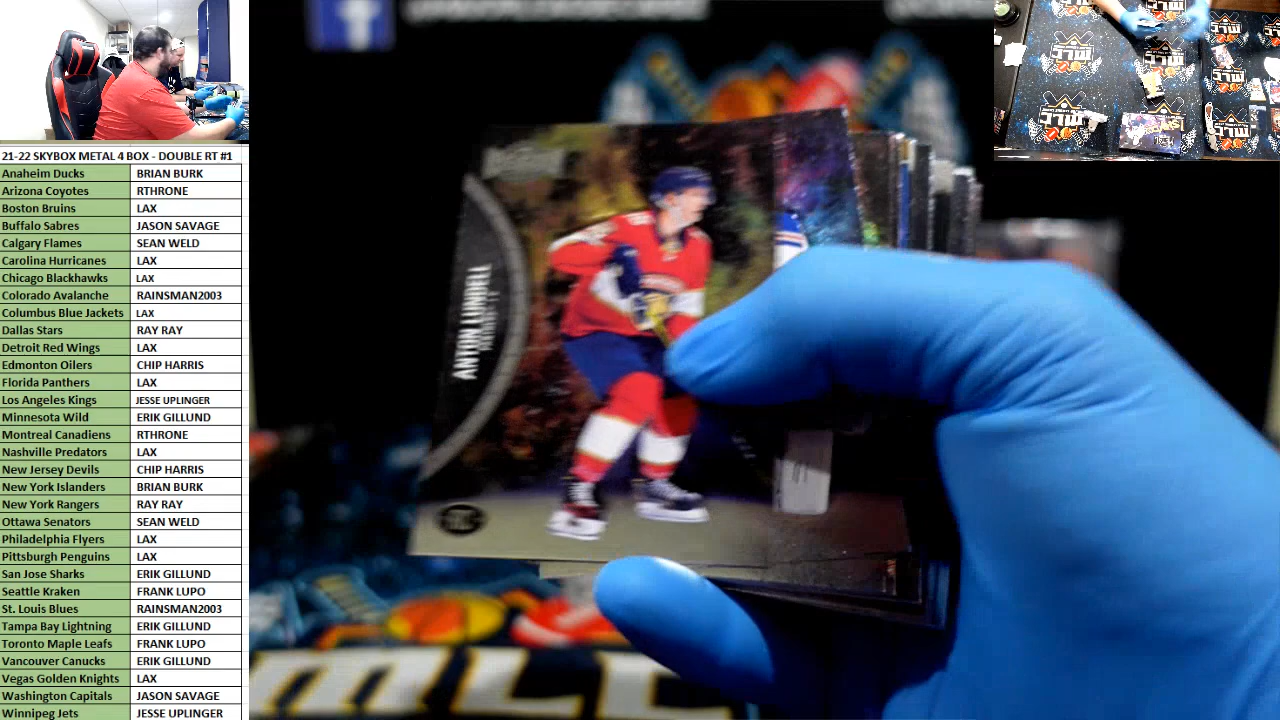 21-22 SKYBOX METAL 4 BOX - DOUBLE RT #1
Anaheim Ducks BRIAN BURK
Arizona Coyotes RTHRONE
Boston Bruins LAX
Buffalo Sabres JASON SAVAGE
Calgary Flames SEAN WELD
Carolina Hurricanes LAX
Chicago Blackhawks LAX
Colorado Avalanche RAINSMAN2003
Columbus Blue Jackets LAX
Dallas Stars RAY RAY
Detroit Red Wings LAX
Edmonton Oilers CHIP HARRIS
Florida Panthers LAX
Los Angeles Kings JESSE UPLINGER
Minnesota Wild ERIK GILLUND
Montreal Canadiens RTHRONE
Nashville Predators LAX
New Jersey Devils CHIP HARRIS
New York Islanders BRIAN BURK
New York Rangers RAY RAY
Ottawa Senators SEAN WELD
Philadelphia Flyers LAX
Pittsburgh Penguins LAX
San Jose Sharks ERIK GILLUND
Seattle Kraken FRANK LUPO
St. Louis Blues RAINSMAN2003
Tampa Bay Lightning ERIK GILLUND
Toronto Maple Leafs FRANK LUPO
Vancouver Canucks ERIK GILLUND
Vegas Golden Knights LAX
Washington Capitals JASON SAVAGE
Winnipeg Jets JESSE UPLINGER
ANTON LUNDELL